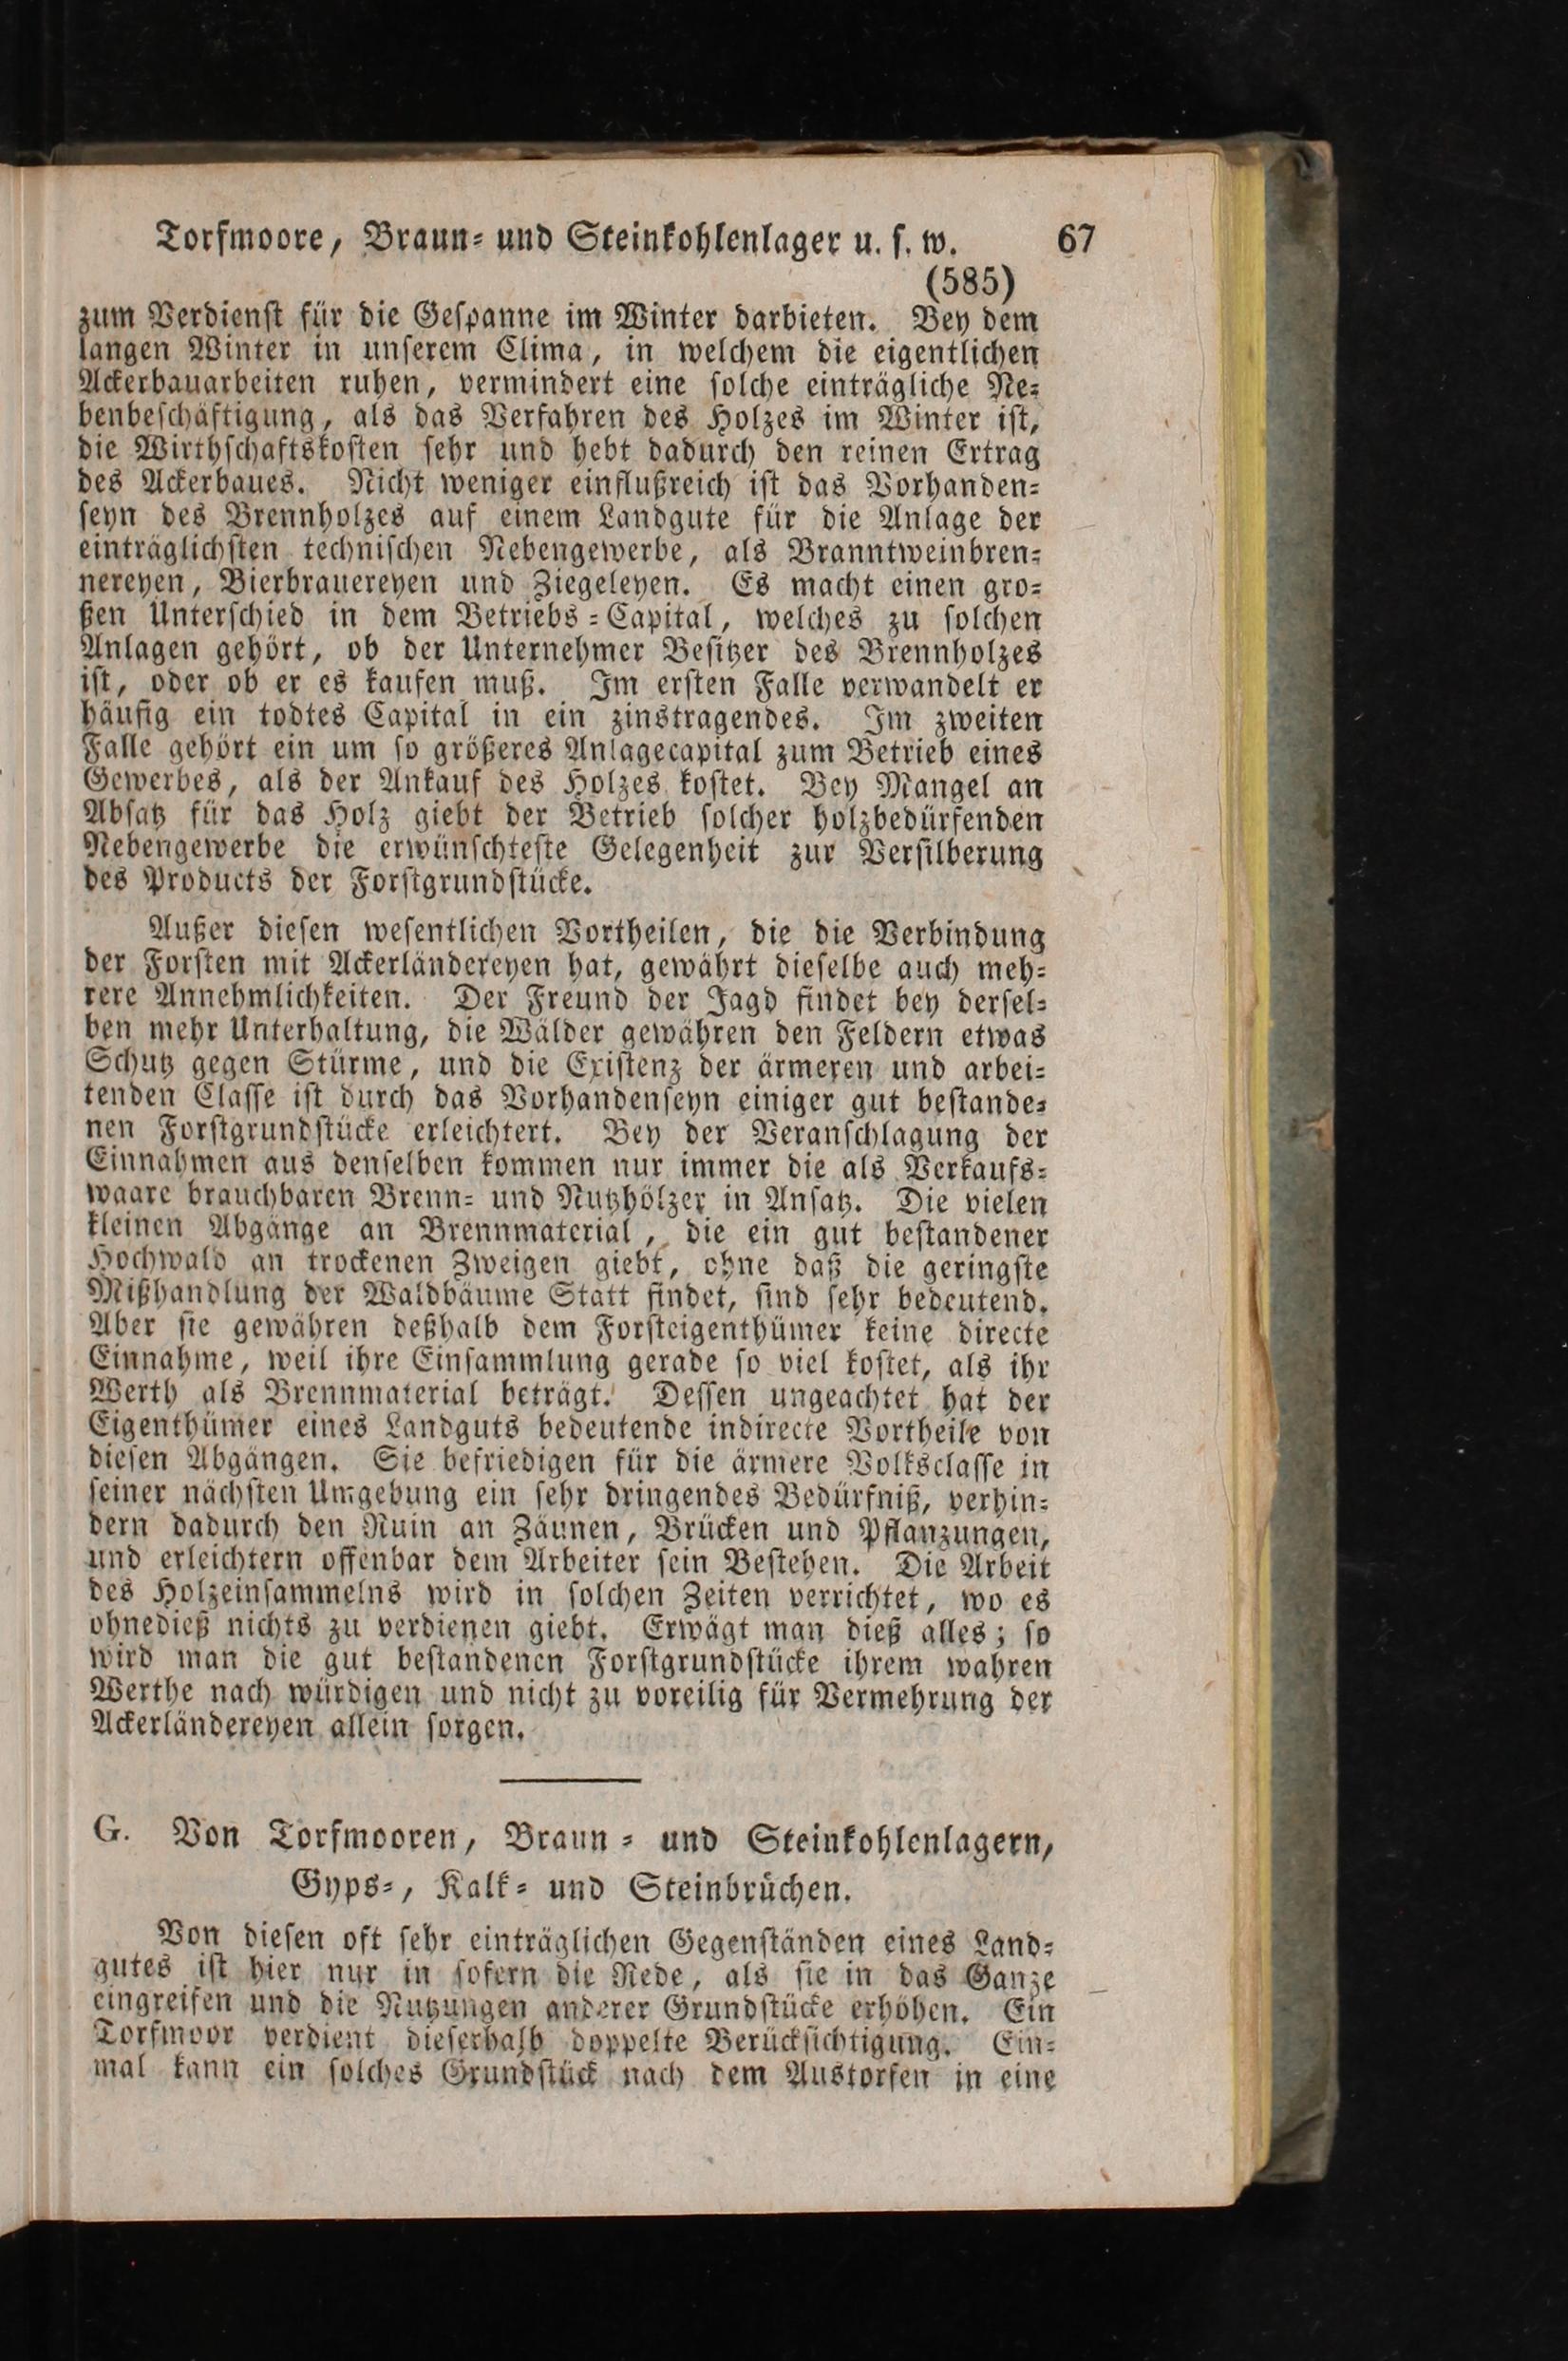 Torfmoore, Braun- und Steinkohlenlager u. ſ. w. 67
(585)
zum Verdienſt für die Geſpanne im Winter darbieten. Bey dem
langen Winter in unſerem Clima, in welchem die eigentlichen
Ackerbauarbeiten ruhen, vermindert eine ſolche einträgliche Ne-
benbeſchäftigung, als das Verfahren des Holzes im Winter iſt,
die Wirthſchaftskoſten ſehr und hebt dadurch den reinen Ertrag
des Ackerbaues. Nicht weniger einflußreich iſt das Vorhanden-
ſeyn des Brennholzes auf einem Landgute für die Anlage der
einträglichſten techniſchen Nebengewerbe, als Branntweinbren-
nereyen, Bierbrauereyen und Ziegeleyen. Es macht einen gro-
ßen Unterſchied in dem Betriebs-Capital, welches zu ſolchen
Anlagen gehört, ob der Unternehmer Beſitzer des Brennholzes
iſt, oder ob er es kaufen muß. Im erſten Falle verwandelt er
häufig ein todtes Capital in ein zinstragendes. Im zweiten
Falle gehört ein um ſo größeres Anlagecapital zum Betrieb eines
Gewerbes, als der Ankauf des Holzes koſtet. Bey Mangel an
Abſatz für das Holz giebt der Betrieb ſolcher holzbedürfenden
Nebengewerbe die erwünſchteſte Gelegenheit zur Verſilberung
des Products der Forſtgrundſtücke.
Außer dieſen weſentlichen Vortheilen, die die Verbindung
der Forſten mit Ackerländereyen hat, gewährt dieſelbe auch meh-
rere Annehmlichkeiten. Der Freund der Jagd findet bey derſel-
ben mehr Unterhaltung, die Wälder gewähren den Feldern etwas
Schutz gegen Stürme, und die Exiſtenz der ärmeren und arbei-
tenden Claſſe iſt durch das Vorhandenſeyn einiger gut beſtande-
nen Forſtgrundſtücke erleichtert. Bey der Veranſchlagung der
Einnahmen aus denſelben kommen nur immer die als Verkaufs-
waare brauchbaren Brenn- und Nutzhölzer in Anſatz. Die vielen
kleinen Abgänge an Brennmaterial, die ein gut beſtandener
Hochwald an trockenen Zweigen giebt, ohne daß die geringſte
Mißhandlung der Waldbäume Statt findet, ſind ſehr bedeutend.
Aber ſie gewähren deßhalb dem Forſteigenthümer keine directe
Einnahme, weil ihre Einſammlung gerade ſo viel koſtet, als ihr
Werth als Brennmaterial beträgt. Deſſen ungeachtet hat der
Eigenthümer eines Landguts bedeutende indirecte Vortheile von
dieſen Abgängen. Sie befriedigen für die ärmere Volksclaſſe in
ſeiner nächſten Umgebung ein ſehr dringendes Bedürfniß, verhin-
dern dadurch den Ruin an Zäunen, Brücken und Pflanzungen,
und erleichtern offenbar dem Arbeiter ſein Beſtehen. Die Arbeit
des Holzeinſammelns wird in ſolchen Zeiten verrichtet, wo es
ohnedieß nichts zu verdienen giebt. Erwägt man dieß alles; ſo
wird man die gut beſtandenen Forſtgrundſtücke ihrem wahren
Werthe nach würdigen und nicht zu voreilig für Vermehrung der
Ackerländereyen allein ſorgen.
G. Von Torfmooren, Braun- und Steinkohlenlagern,
Gyps-, Kalk- und Steinbrüchen.
Von dieſen oft ſehr einträglichen Gegenſtänden eines Land-
gutes iſt hier nur in ſofern die Rede, als ſie in das Ganze
eingreifen und die Nutzungen anderer Grundſtücke erhöhen. Ein
Torfmoor verdient dieſerhalb doppelte Berückſichtigung. Ein-
mal kann ein ſolches Grundſtück nach dem Austorfen in eine